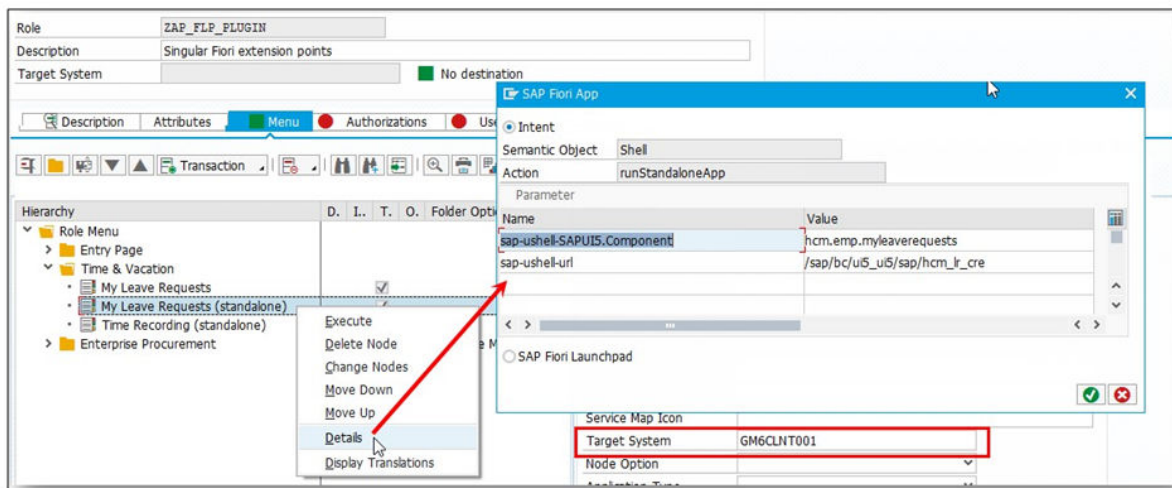 Role ZAP_FLP_PLUGIN
Description Singular Fiori extension points
Target System No destination
Description Attributes Menu Authorizations
Transaction
Hierarchy D. I.. T. O.
Role Menu
Entry Page
Time & Vacation
My Leave Requests
My Leave Requests (standalone)
Time Recording (standalone)
Enterprise Procurement
Execute
Delete Node
Change Nodes
Move Down
Move Up
Details
Display Translations
SAP Fiori App
Intent
Semantic Object Shell
Action runStandaloneApp
Parameter
Name Value
sap-ushell-SAPUI5.Component hcm.emp.myleaverequests
sap-ushell-url /sap/bc/ui5_ui5/sap/hcm_lr_cre
SAP Fiori Launchpad
Service Map Icon
Target System GM6CLNT001
Node Option